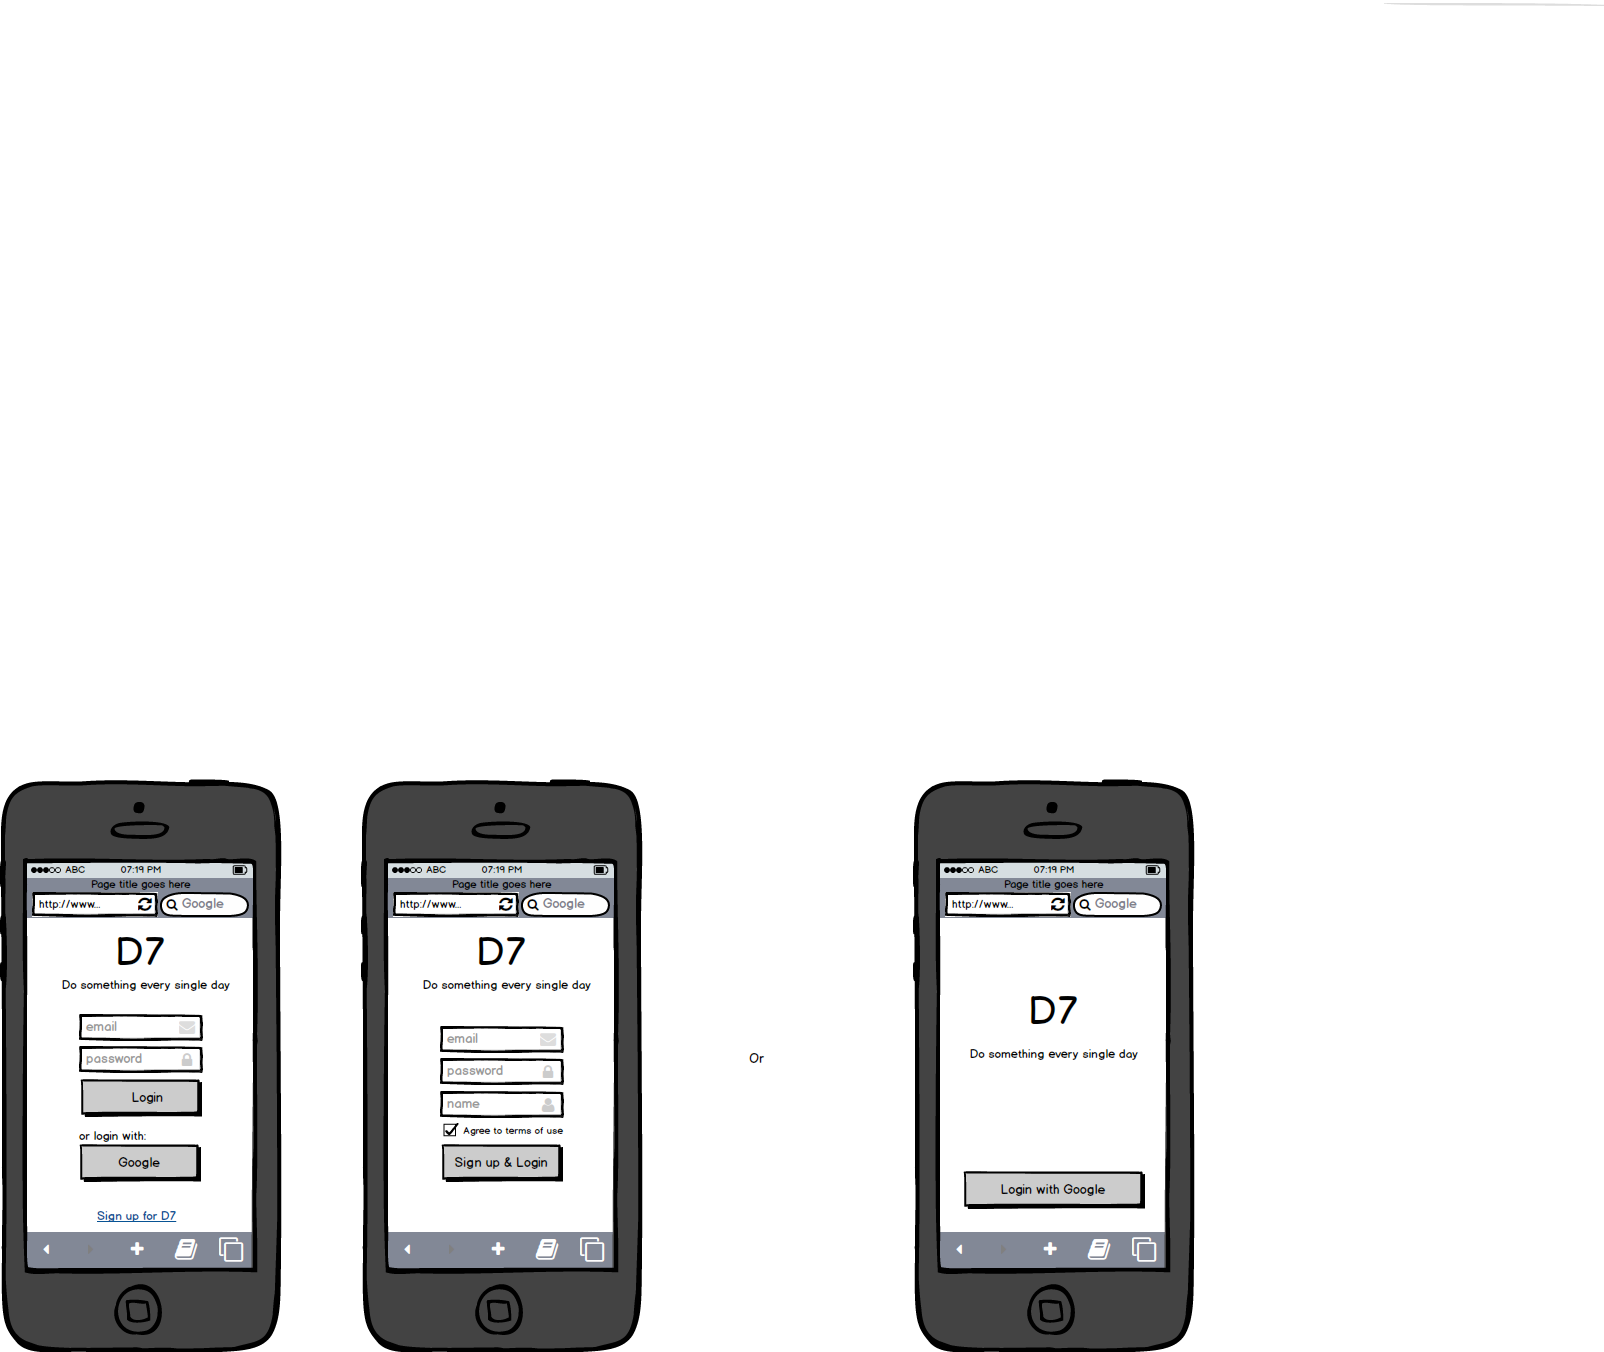 ABC 07:19 PM
Page title goes here
http://www... Google
D7
Do something every single day
email
password
Login
or login with:
Google
Sign up for D7
ABC 07:19 PM
Page title goes here
http://www... Google
D7
Do something every single day
email
password
name
Agree to terms of use
Sign up & Login
Or
ABC 07:19 PM
Page title goes here
http://www... Google
D7
Do something every single day
Login with Google